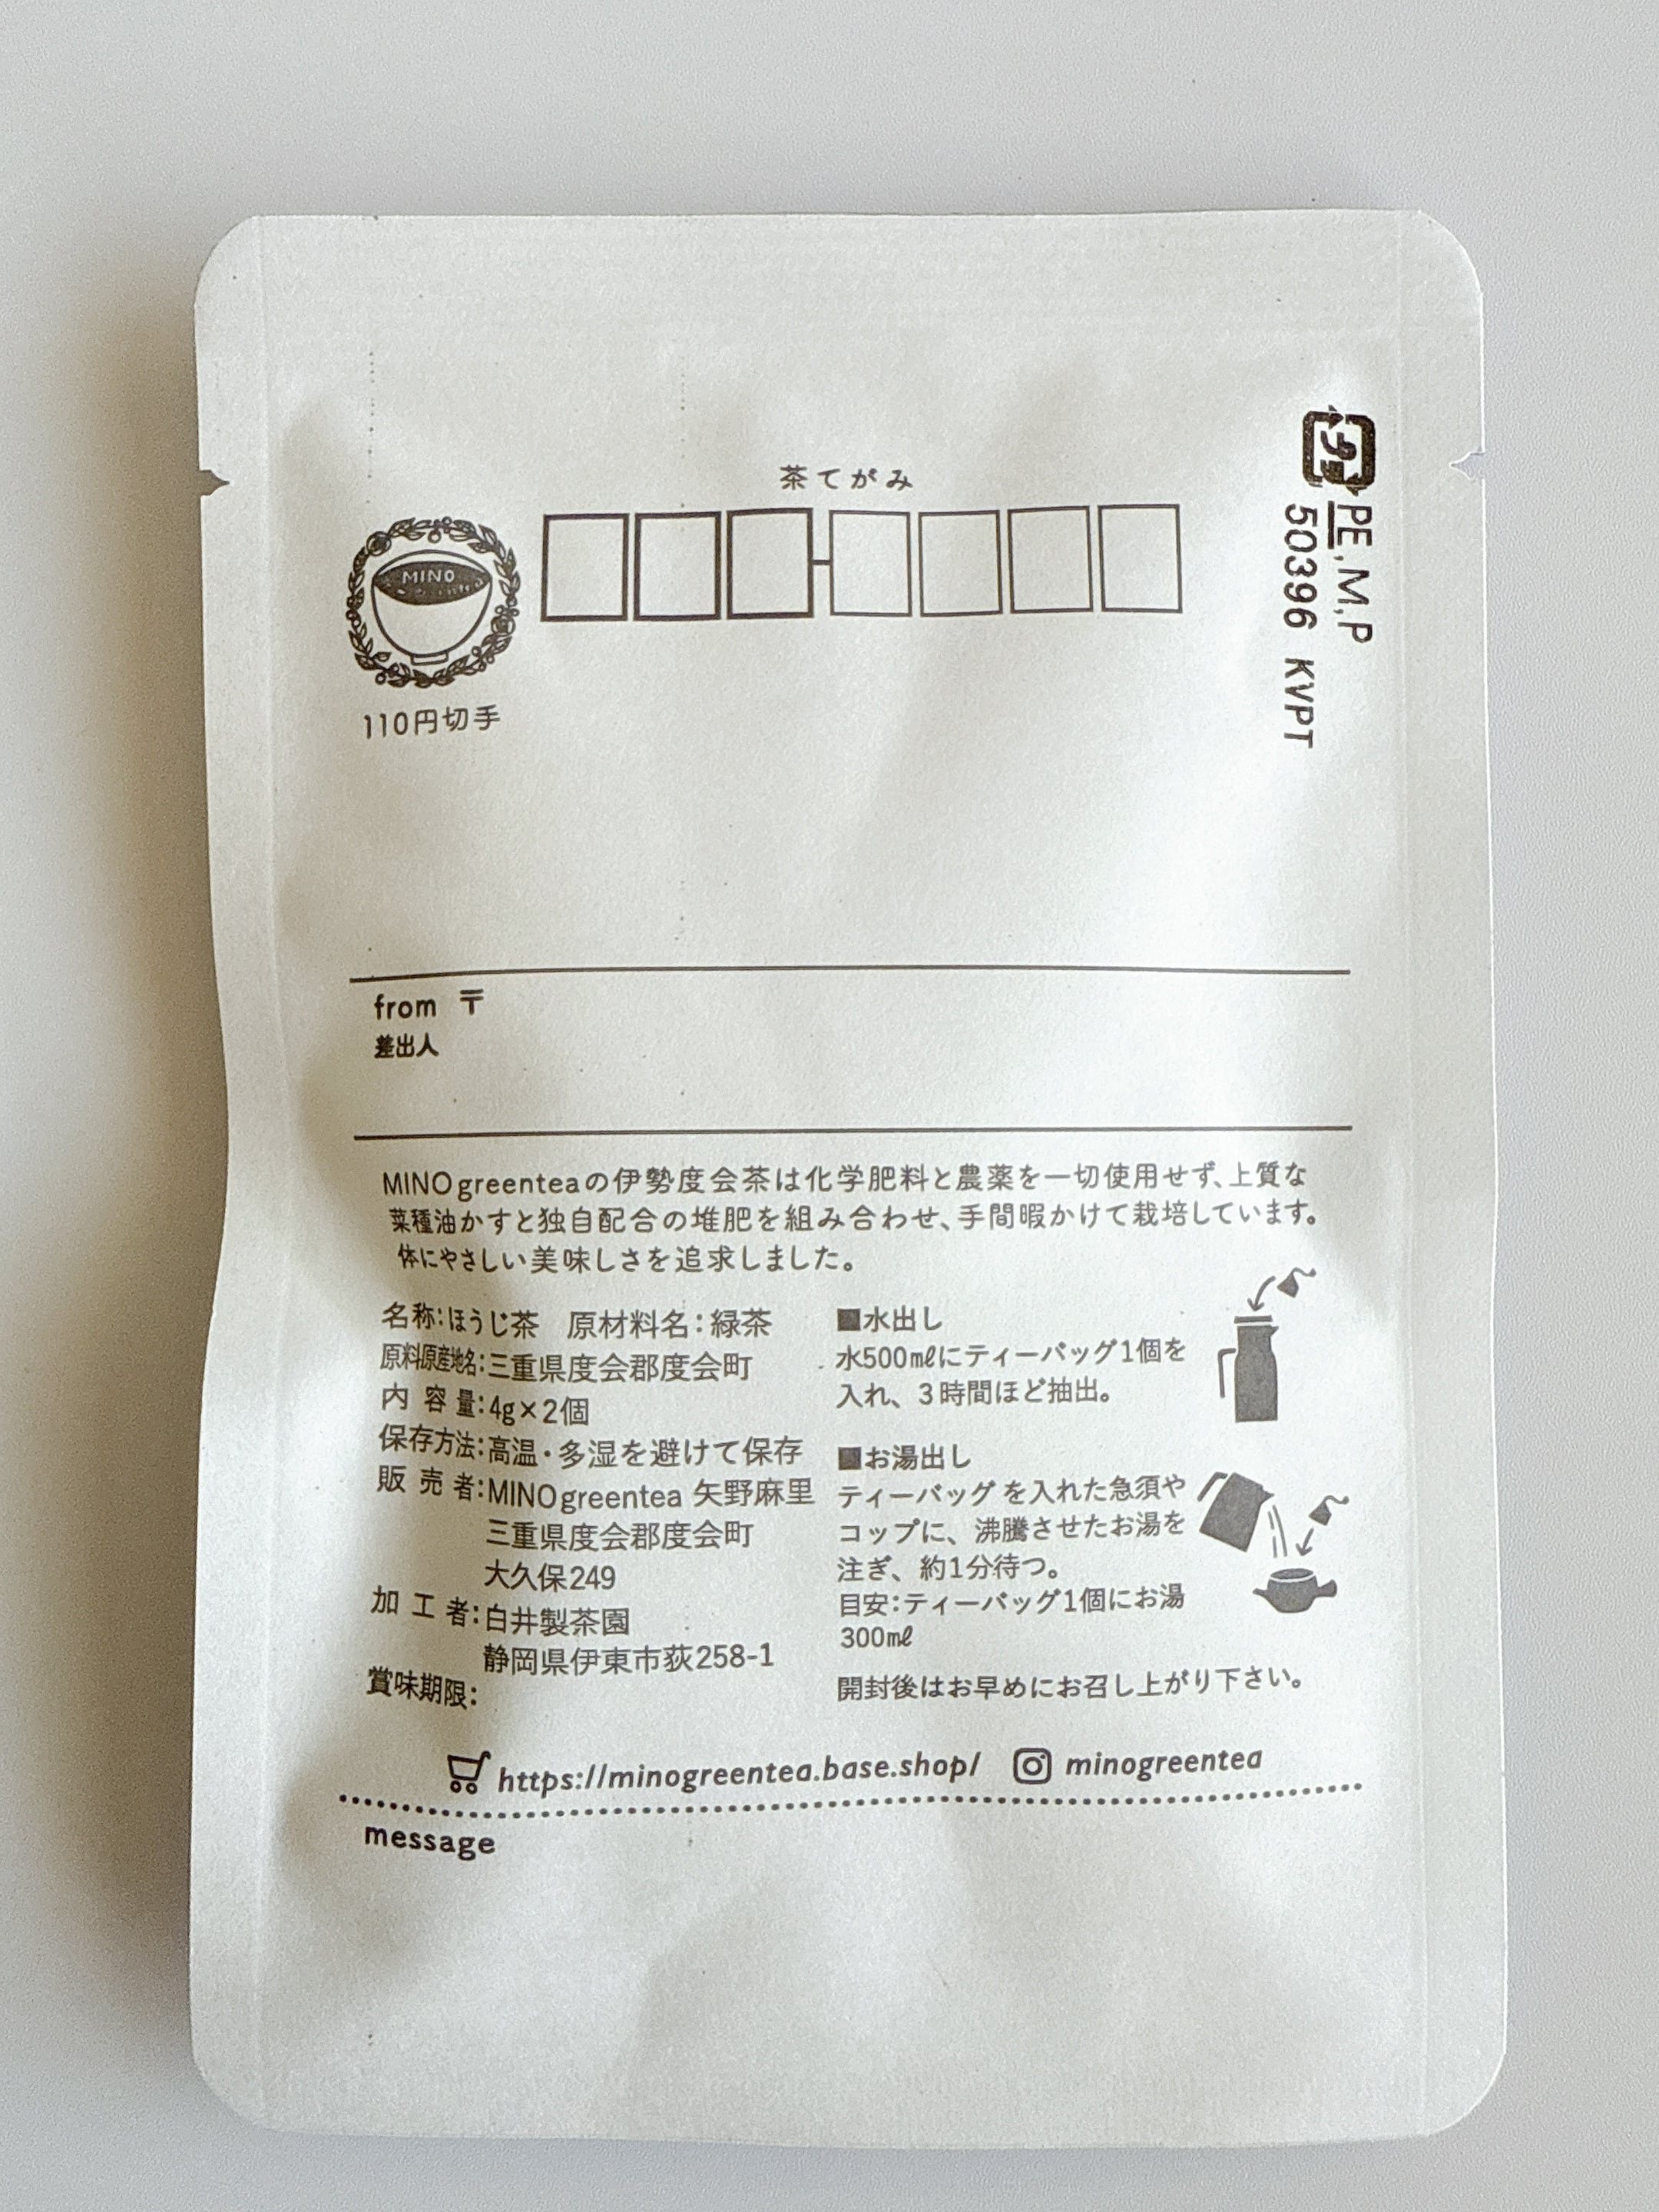 茶てがみ
MINO
110円切手
プラ
PE,M,P
50396 KVPT
from 〒
差出人
MINOgreenteaの伊勢度会茶は化学肥料と農薬を一切使用せず、上質な
菜種油かすと独自配合の堆肥を組み合わせ、手間暇かけて栽培しています。
体にやさしい美味しさを追求しました。
名称:ほうじ茶 原材料名:緑茶
原料原産地名:三重県度会郡度会町
内容量:4g×2個
保存方法:高温・多湿を避けて保存
販売者:MINOgreentea 矢野麻里
三重県度会郡度会町
大久保249
加工者:白井製茶園
静岡県伊東市荻258-1
賞味期限:
■水出し
水500㎖にティーバッグ1個を
入れ、3時間ほど抽出。
■お湯出し
ティーバッグを入れた急須や
コップに、沸騰させたお湯を
注ぎ、約1分待つ。
目安:ティーバッグ1個にお湯
300㎖
開封後はお早めにお召し上がり下さい。
https://minogreentea.base.shop/ minogreentea
message